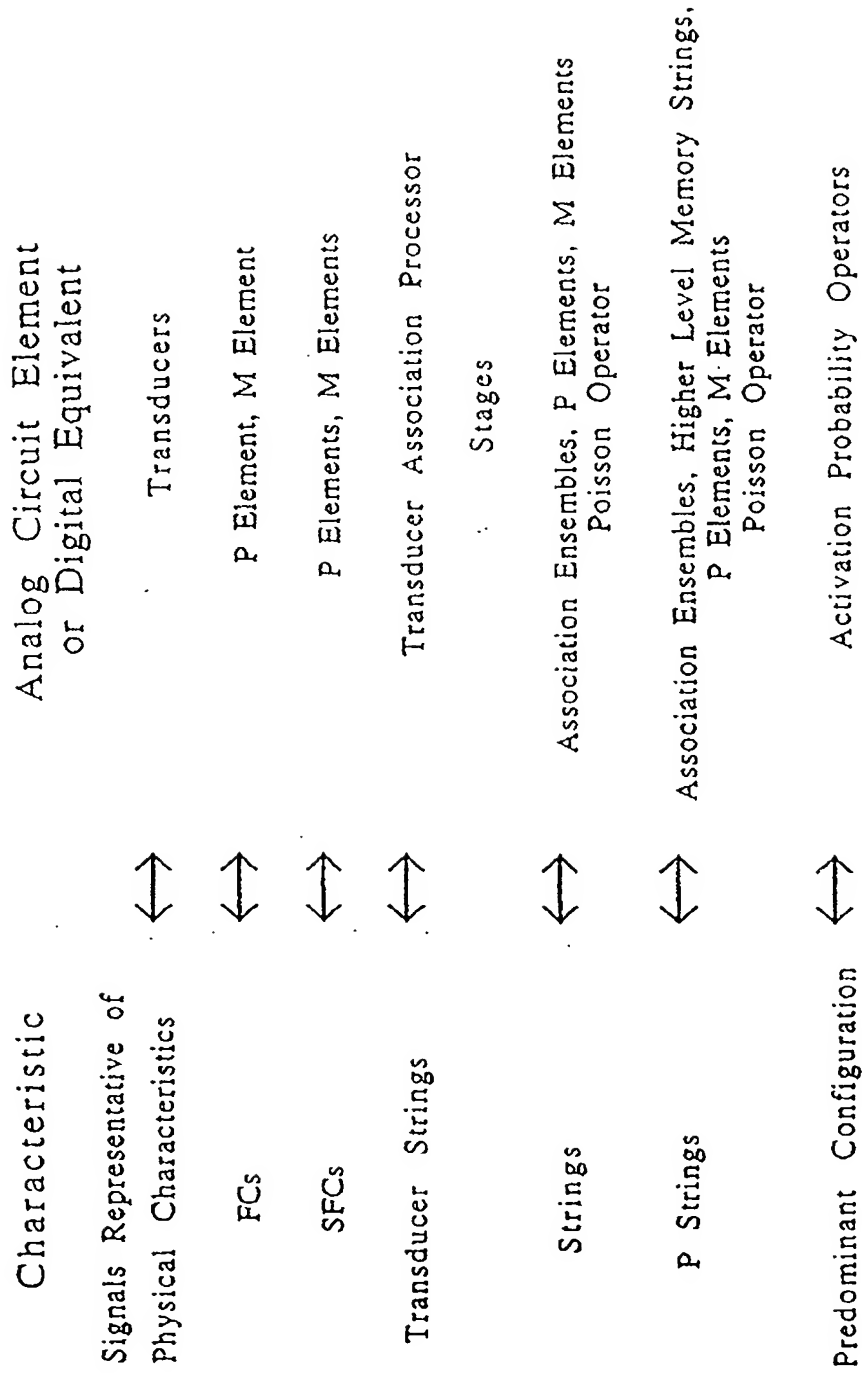 Characteristic
Analog Circuit Element
or Digital Equivalent
Signals Representative of
Physical Characteristics
Transducers
FCs
P Element, M Element
SFCs
P Elements, M Elements
Transducer Strings
Transducer Association Processor
Stages
Strings
Association Ensembles, P Elements, M Elements
Poisson Operator
P Strings
Association Ensembles, Higher Level Memory Strings,
P Elements, M Elements
Poisson Operator
Predominant Configuration
Activation Probability Operators